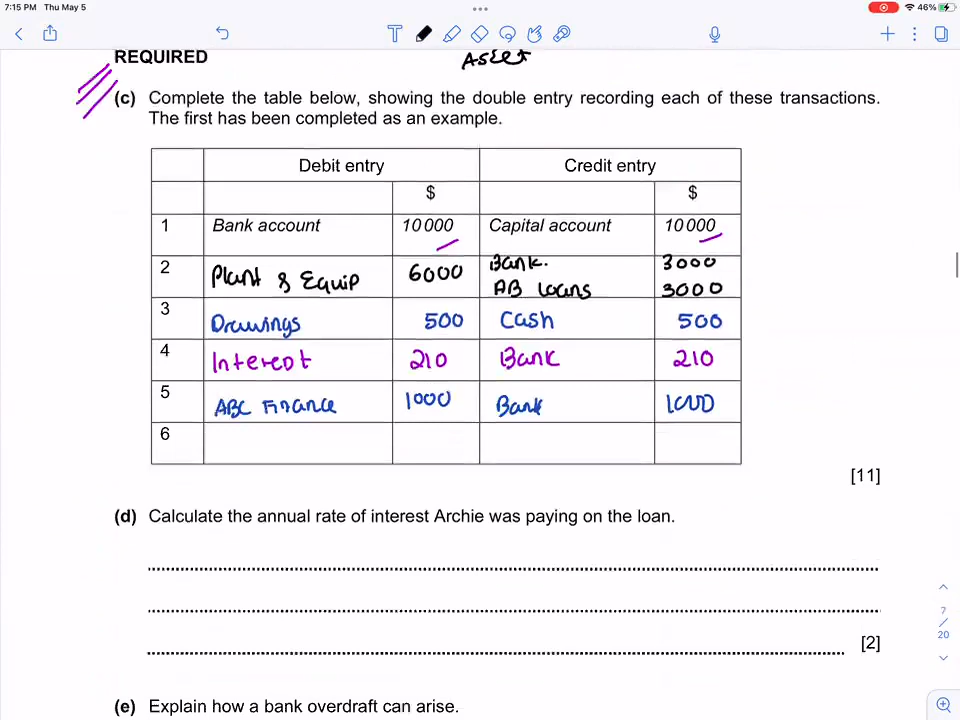 7:15 PM Thu May 5
46%
REQUIRED
(c) Complete the table below, showing the double entry recording each of these transactions.
The first has been completed as an example.
Debit entry Credit entry
$ $
1 Bank account 10 000 Capital account 10 000
2 Plant & Equip 6000 Bank. 3000
AB Loans 3000
3 Drawings 500 Cash 500
4 Interest 210 Bank 210
5 ABC Finance 1000 Bank 1000
6
[11]
(d) Calculate the annual rate of interest Archie was paying on the loan.
[2]
7
/
20
(e) Explain how a bank overdraft can arise.